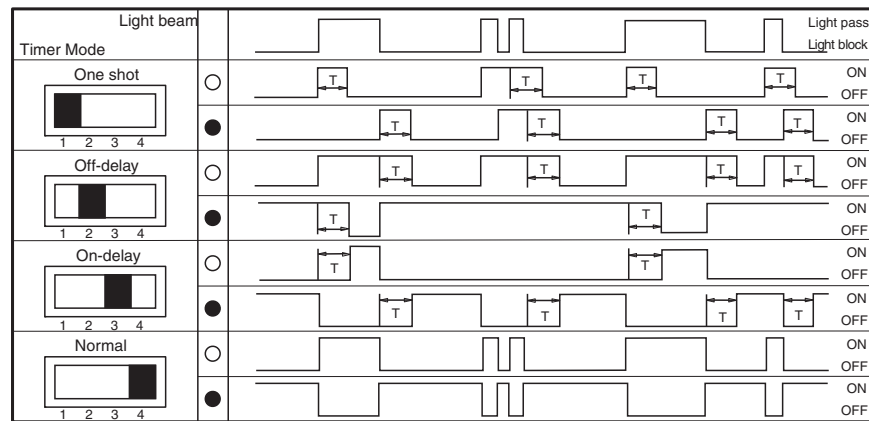 Light beam
Timer Mode
Light pass
Light block
One shot
1 2 3 4
T T T T
ON
OFF
T T T T
ON
OFF
Off-delay
1 2 3 4
T T T T
ON
OFF
T T
ON
OFF
On-delay
1 2 3 4
T T
ON
OFF
T T T T
ON
OFF
Normal
1 2 3 4
ON
OFF
ON
OFF